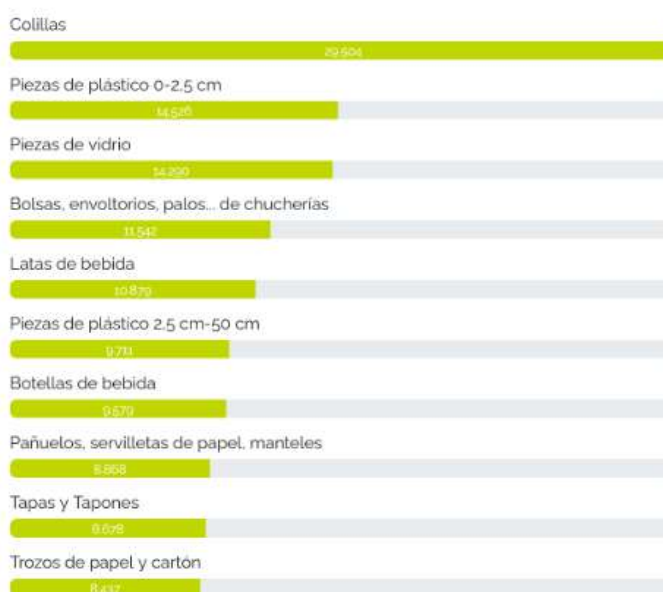 Colillas
29.504
Piezas de plástico 0-2,5 cm
14.526
Piezas de vidrio
14.290
Bolsas, envoltorios, palos... de chucherías
11.542
Latas de bebida
10.879
Piezas de plástico 2,5 cm-50 cm
9.711
Botellas de bebida
9.579
Pañuelos, servilletas de papel, manteles
8.868
Tapas y Tapones
8.678
Trozos de papel y cartón
8.437